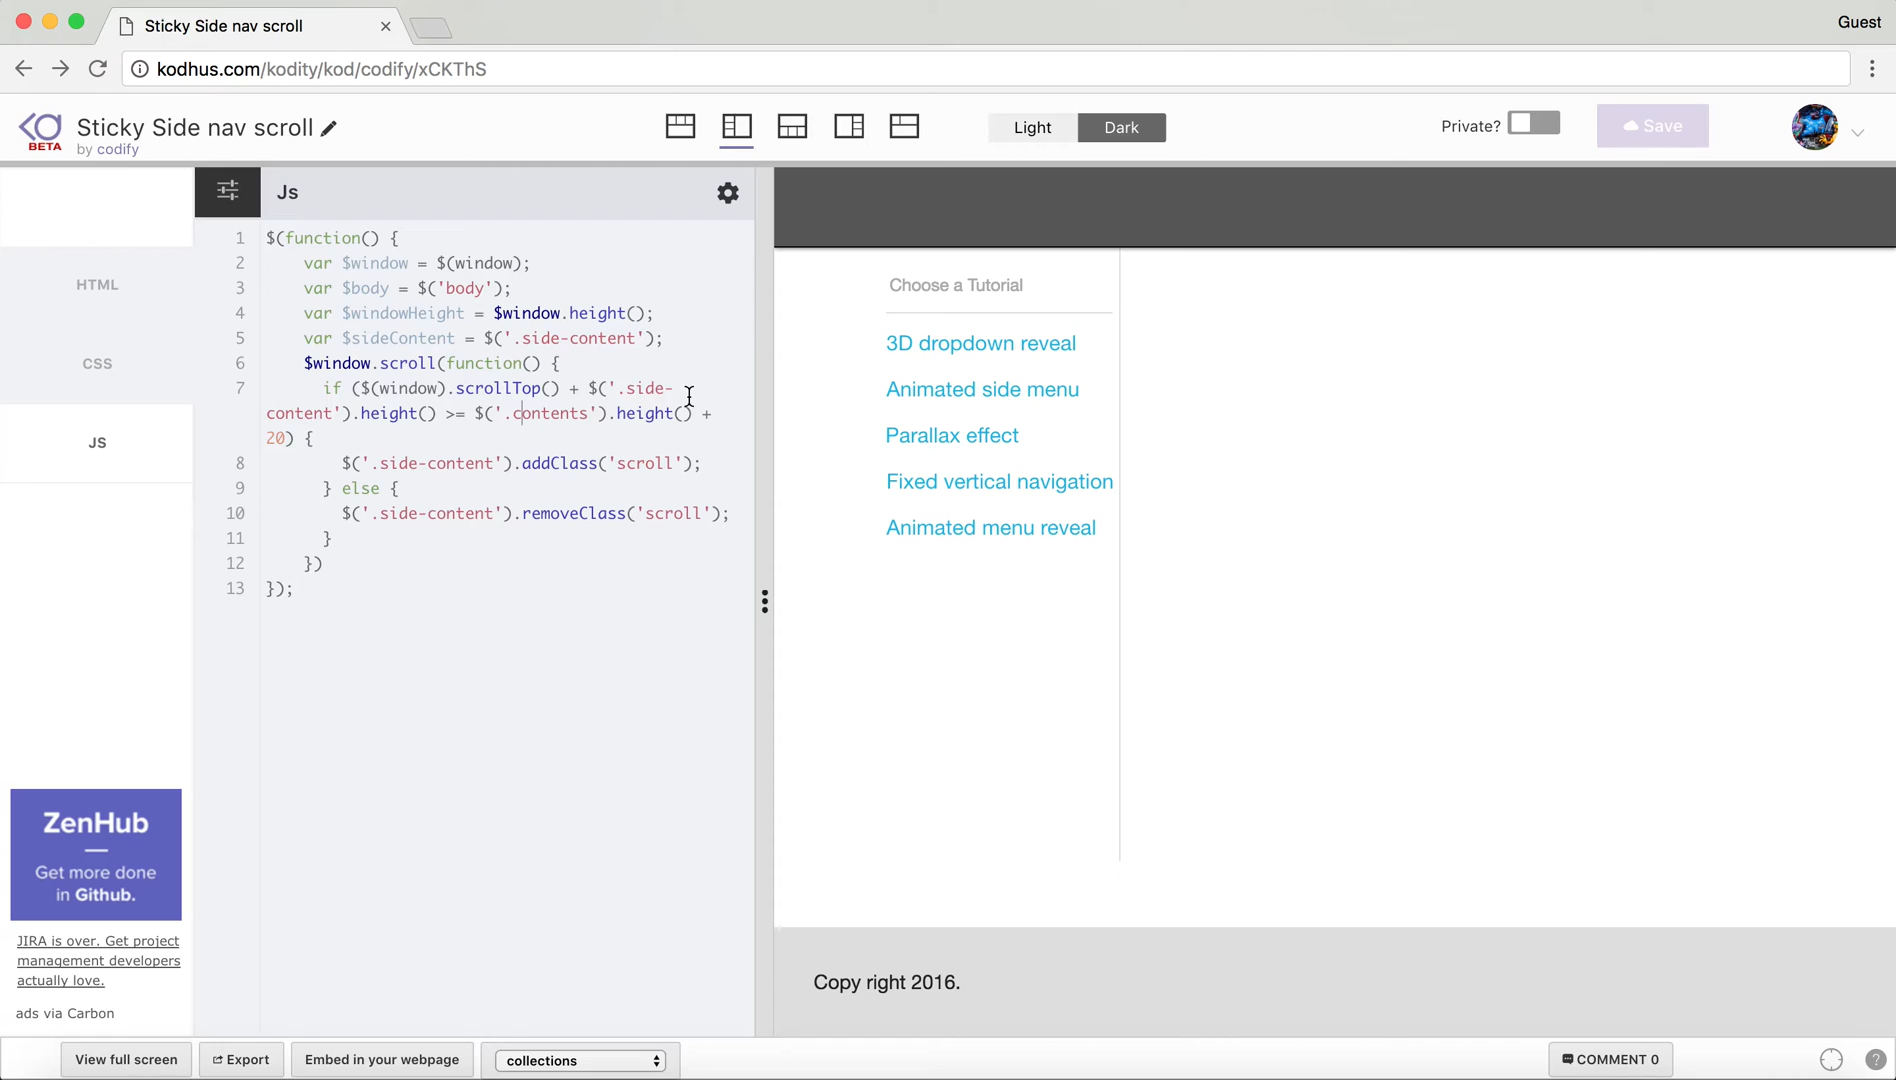 Sticky Side nav scroll
Guest
kodhus.com/kodity/kod/codify/xCKThS
Sticky Side nav scroll
BETA
by codify
Light
Dark
Private?
Save
Js
HTML
CSS
JS
1 $(function() {
2 var $window = $(window);
3 var $body = $('body');
4 var $windowHeight = $window.height();
5 var $sideContent = $('.side-content');
6 $window.scroll(function() {
7 if ($(window).scrollTop() + $('.side-
content').height() >= $('.contents').height() +
20) {
8 $('.side-content').addClass('scroll');
9 } else {
10 $('.side-content').removeClass('scroll');
11 }
12 })
13 });
Choose a Tutorial
3D dropdown reveal
Animated side menu
Parallax effect
Fixed vertical navigation
Animated menu reveal
Copy right 2016.
ZenHub
Get more done
in Github.
JIRA is over. Get project
management developers
actually love.
ads via Carbon
View full screen
Export
Embed in your webpage
collections
COMMENT 0
?